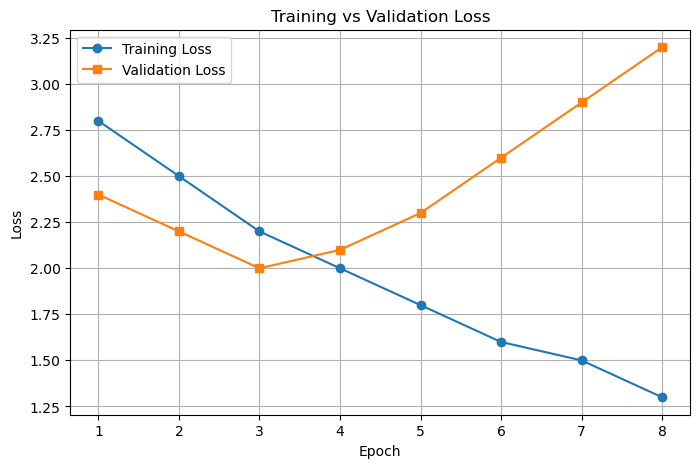 Training vs Validation Loss
Training Loss
Validation Loss
3.25
3.00
2.75
2.50
2.25
2.00
1.75
1.50
1.25
Loss
1 2 3 4 5 6 7 8
Epoch